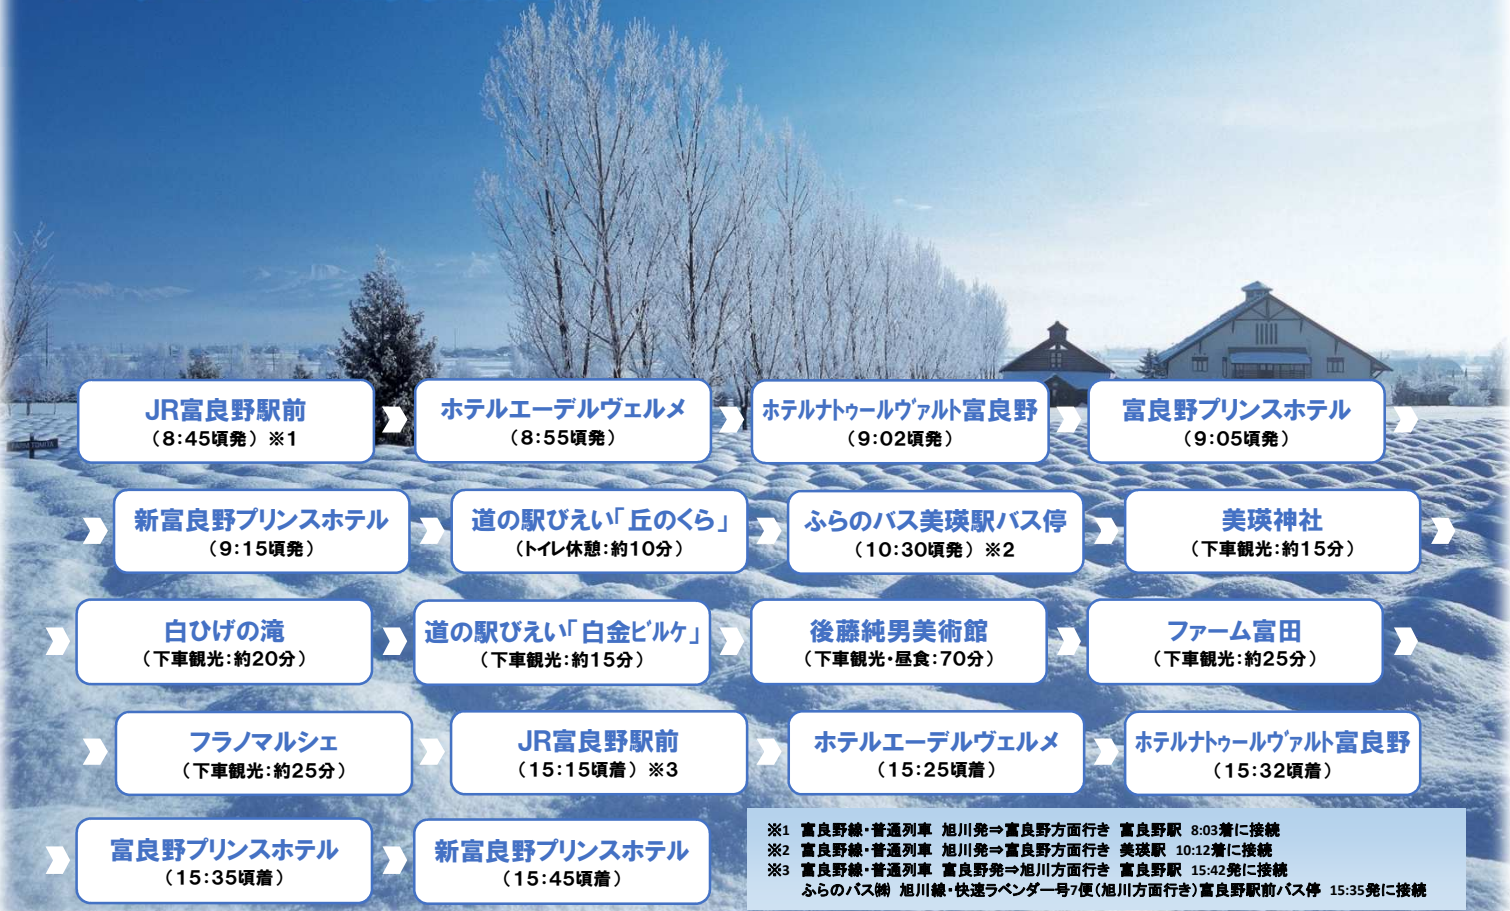 JR富良野駅前
（8：45頃発）※1
ホテルエーデルヴェルメ
（8：55頃発）
ホテルナトゥールヴァルト富良野
（9：02頃発）
富良野プリンスホテル
（9：05頃発）
新富良野プリンスホテル
（9：15頃発）
道の駅びえい「丘のくら」
（トイレ休憩：約10分）
ふらのバス美瑛駅バス停
（10：30頃発）※2
美瑛神社
（下車観光：約15分）
白ひげの滝
（下車観光：約20分）
道の駅びえい「白金ビルケ」
（下車観光：約15分）
後藤純男美術館
（下車観光・昼食：70分）
ファーム富田
（下車観光：約25分）
フラノマルシェ
（下車観光：約25分）
JR富良野駅前
（15：15頃着）※3
ホテルエーデルヴェルメ
（15：25頃着）
ホテルナトゥールヴァルト富良野
（15：32頃着）
富良野プリンスホテル
（15：35頃着）
新富良野プリンスホテル
（15：45頃着）
※1 富良野線・普通列車 旭川発⇒富良野方面行き 富良野駅 8:03着に接続
※2 富良野線・普通列車 旭川発⇒富良野方面行き 美瑛駅 10:12着に接続
※3 富良野線・普通列車 富良野発⇒旭川方面行き 富良野駅 15:42発に接続
ふらのバス㈱ 旭川線・快速ラベンダー号7便（旭川方面行き）富良野駅前バス停 15:35発に接続